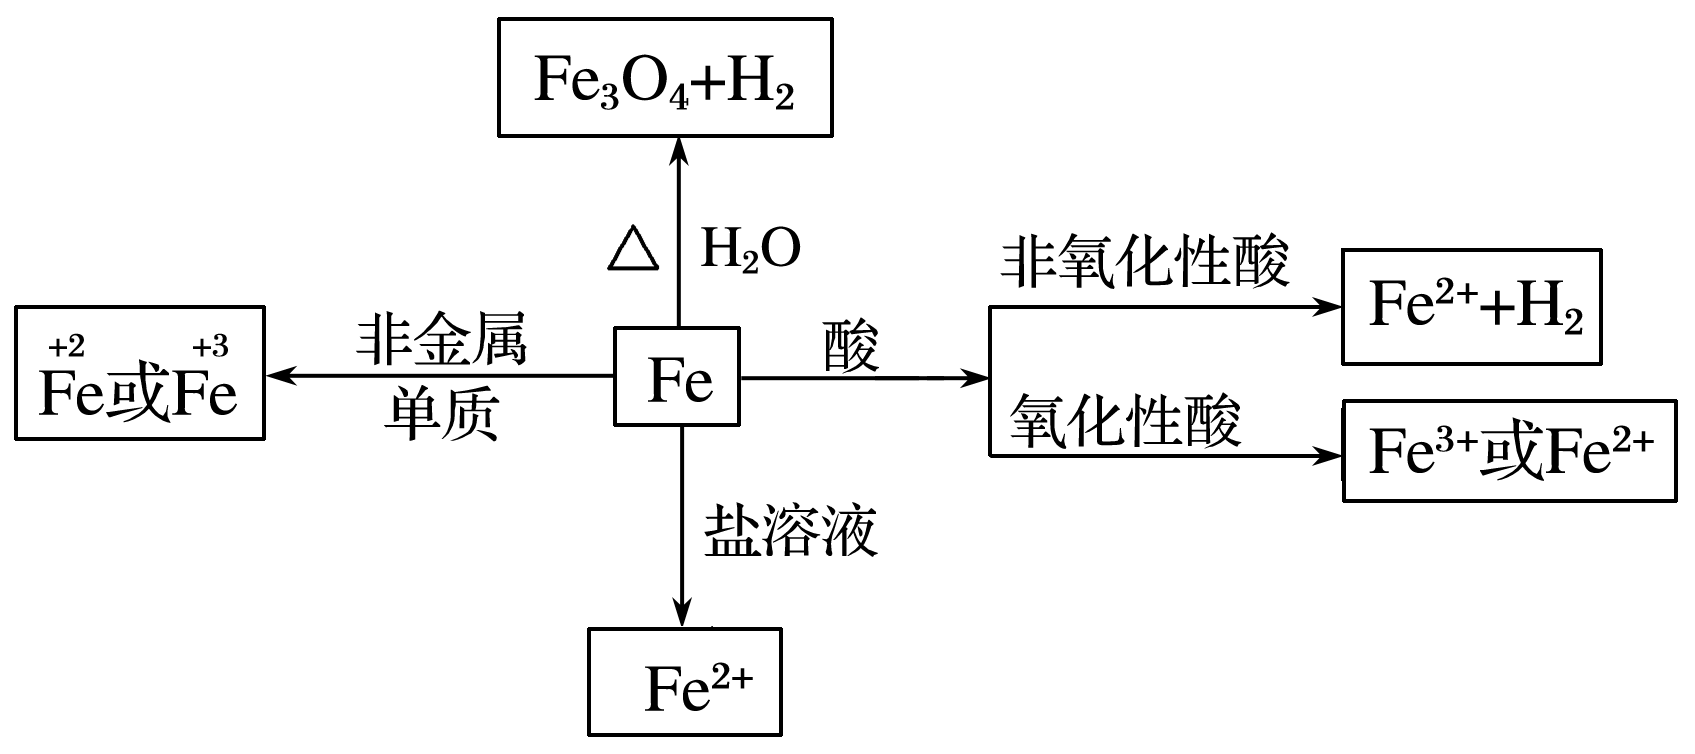 Fe₃O₄+H₂
△ H₂O
非氧化性酸
Fe²⁺+H₂
+2 +3
Fe或Fe
非金属
单质
Fe
酸
氧化性酸
Fe³⁺或Fe²⁺
盐溶液
Fe²⁺